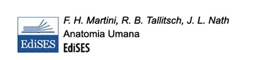 F. H. Martini, R. B. Tallitsch, J. L. Nath
Anatomia Umana
EdiSES
EdiSES